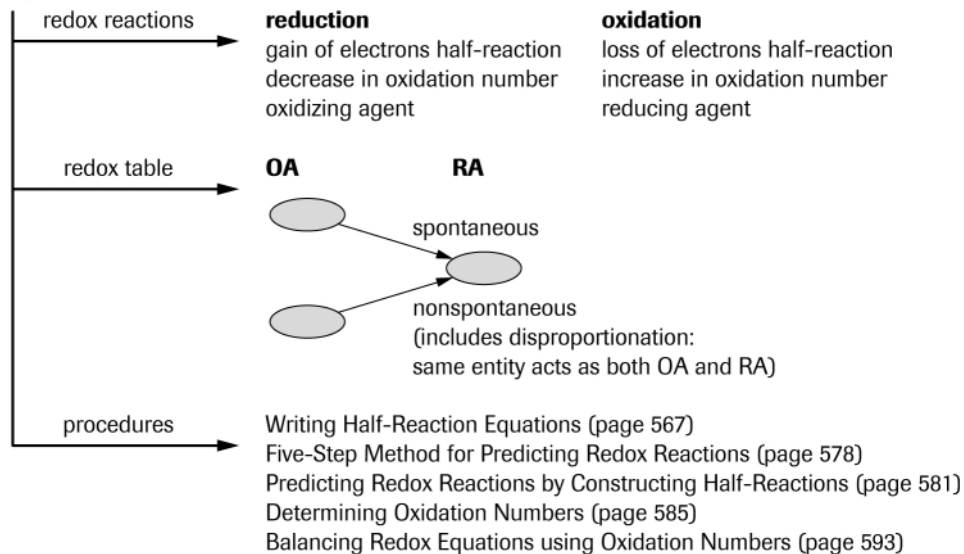 redox reactions
reduction
gain of electrons half-reaction
decrease in oxidation number
oxidizing agent
oxidation
loss of electrons half-reaction
increase in oxidation number
reducing agent
redox table
OA
RA
spontaneous
nonspontaneous
(includes disproportionation:
same entity acts as both OA and RA)
procedures
Writing Half-Reaction Equations (page 567)
Five-Step Method for Predicting Redox Reactions (page 578)
Predicting Redox Reactions by Constructing Half-Reactions (page 581)
Determining Oxidation Numbers (page 585)
Balancing Redox Equations using Oxidation Numbers (page 593)